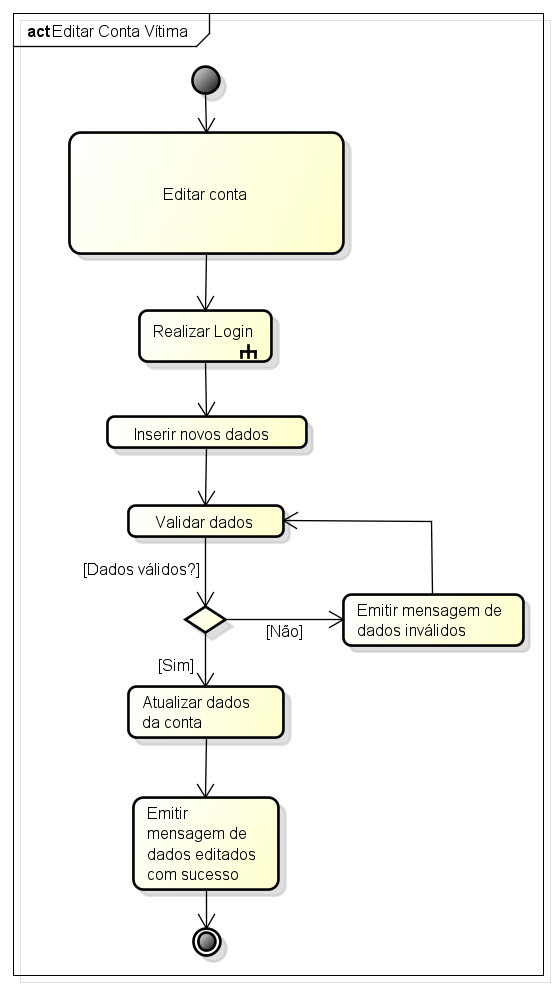 act Editar Conta Vítima
Editar conta
Realizar Login
Inserir novos dados
Validar dados
[Dados válidos?]
Emitir mensagem de
dados inválidos
[Não]
[Sim]
Atualizar dados
da conta
Emitir
mensagem de
dados editados
com sucesso